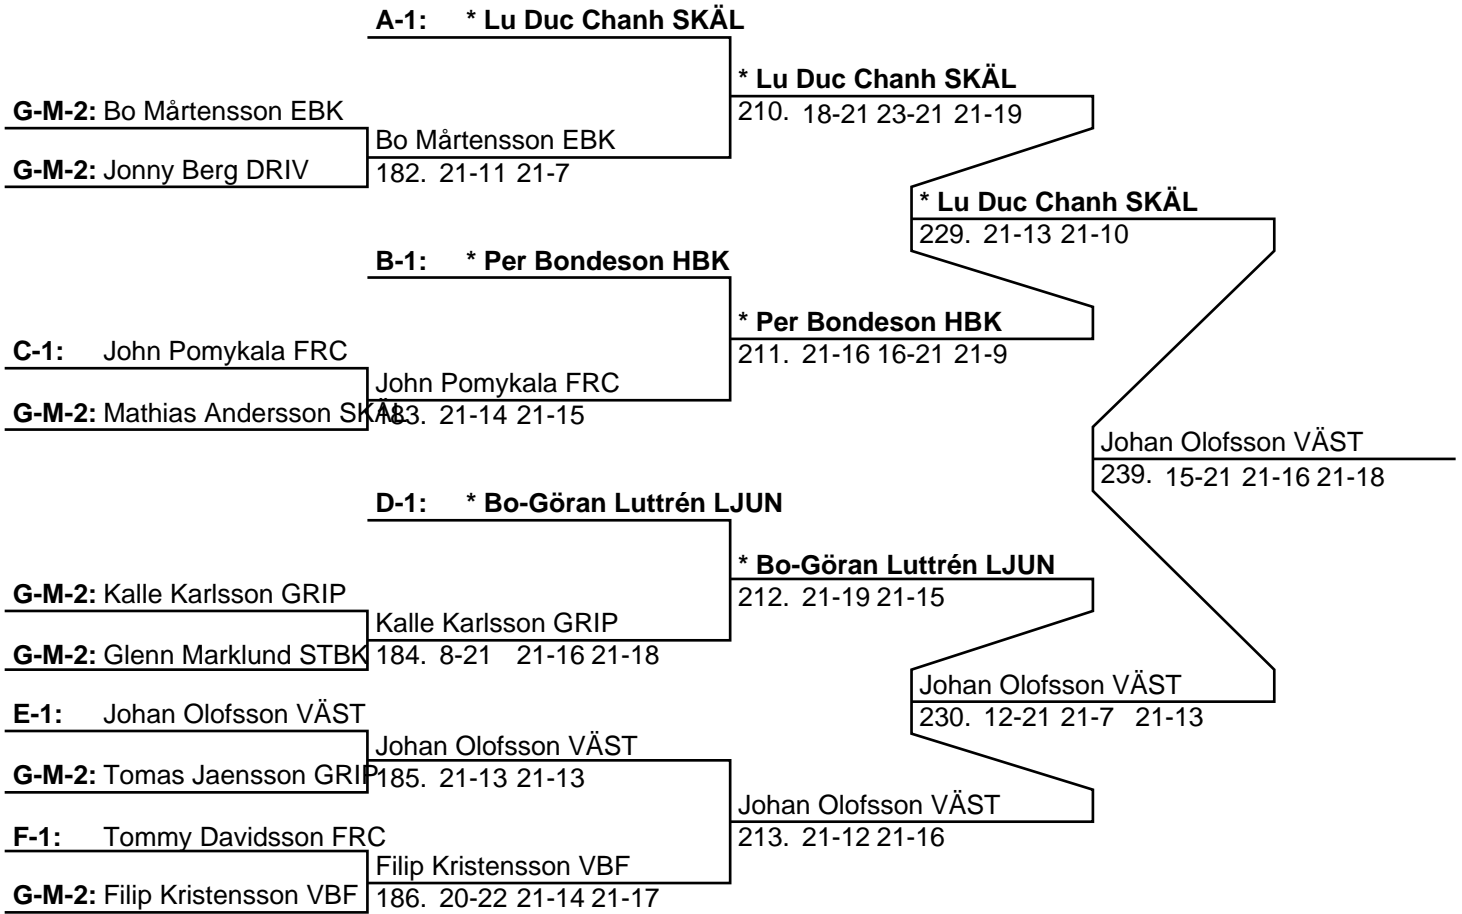 A-1: * Lu Duc Chanh SKÄL
* Lu Duc Chanh SKÄL
G-M-2: Bo Mårtensson EBK
210. 18-21 23-21 21-19
Bo Mårtensson EBK
G-M-2: Jonny Berg DRIV
182. 21-11 21-7
* Lu Duc Chanh SKÄL
229. 21-13 21-10
B-1: * Per Bondeson HBK
* Per Bondeson HBK
C-1: John Pomykala FRC
211. 21-16 16-21 21-9
John Pomykala FRC
G-M-2: Mathias Andersson SKÄL
183. 21-14 21-15
Johan Olofsson VÄST
239. 15-21 21-16 21-18
D-1: * Bo-Göran Luttrén LJUN
* Bo-Göran Luttrén LJUN
G-M-2: Kalle Karlsson GRIP
212. 21-19 21-15
Kalle Karlsson GRIP
G-M-2: Glenn Marklund STBK
184. 8-21 21-16 21-18
Johan Olofsson VÄST
230. 12-21 21-7 21-13
E-1: Johan Olofsson VÄST
Johan Olofsson VÄST
G-M-2: Tomas Jaensson GRIP
185. 21-13 21-13
Johan Olofsson VÄST
213. 21-12 21-16
F-1: Tommy Davidsson FRC
Filip Kristensson VBF
G-M-2: Filip Kristensson VBF
186. 20-22 21-14 21-17